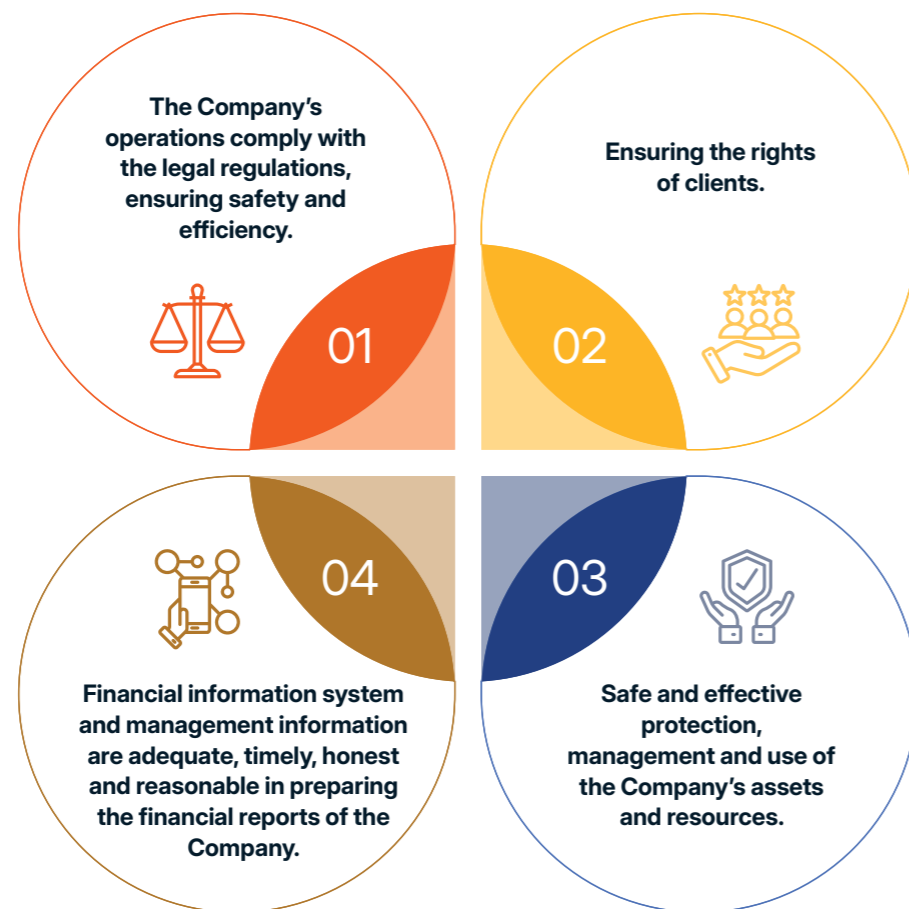 The Company's
operations comply with
the legal regulations,
ensuring safety and
efficiency.
01
Ensuring the rights
of clients.
02
03
Safe and effective
protection,
management and use of
the Company's assets
and resources.
04
Financial information system
and management information
are adequate, timely, honest
and reasonable in preparing
the financial reports of the
Company.